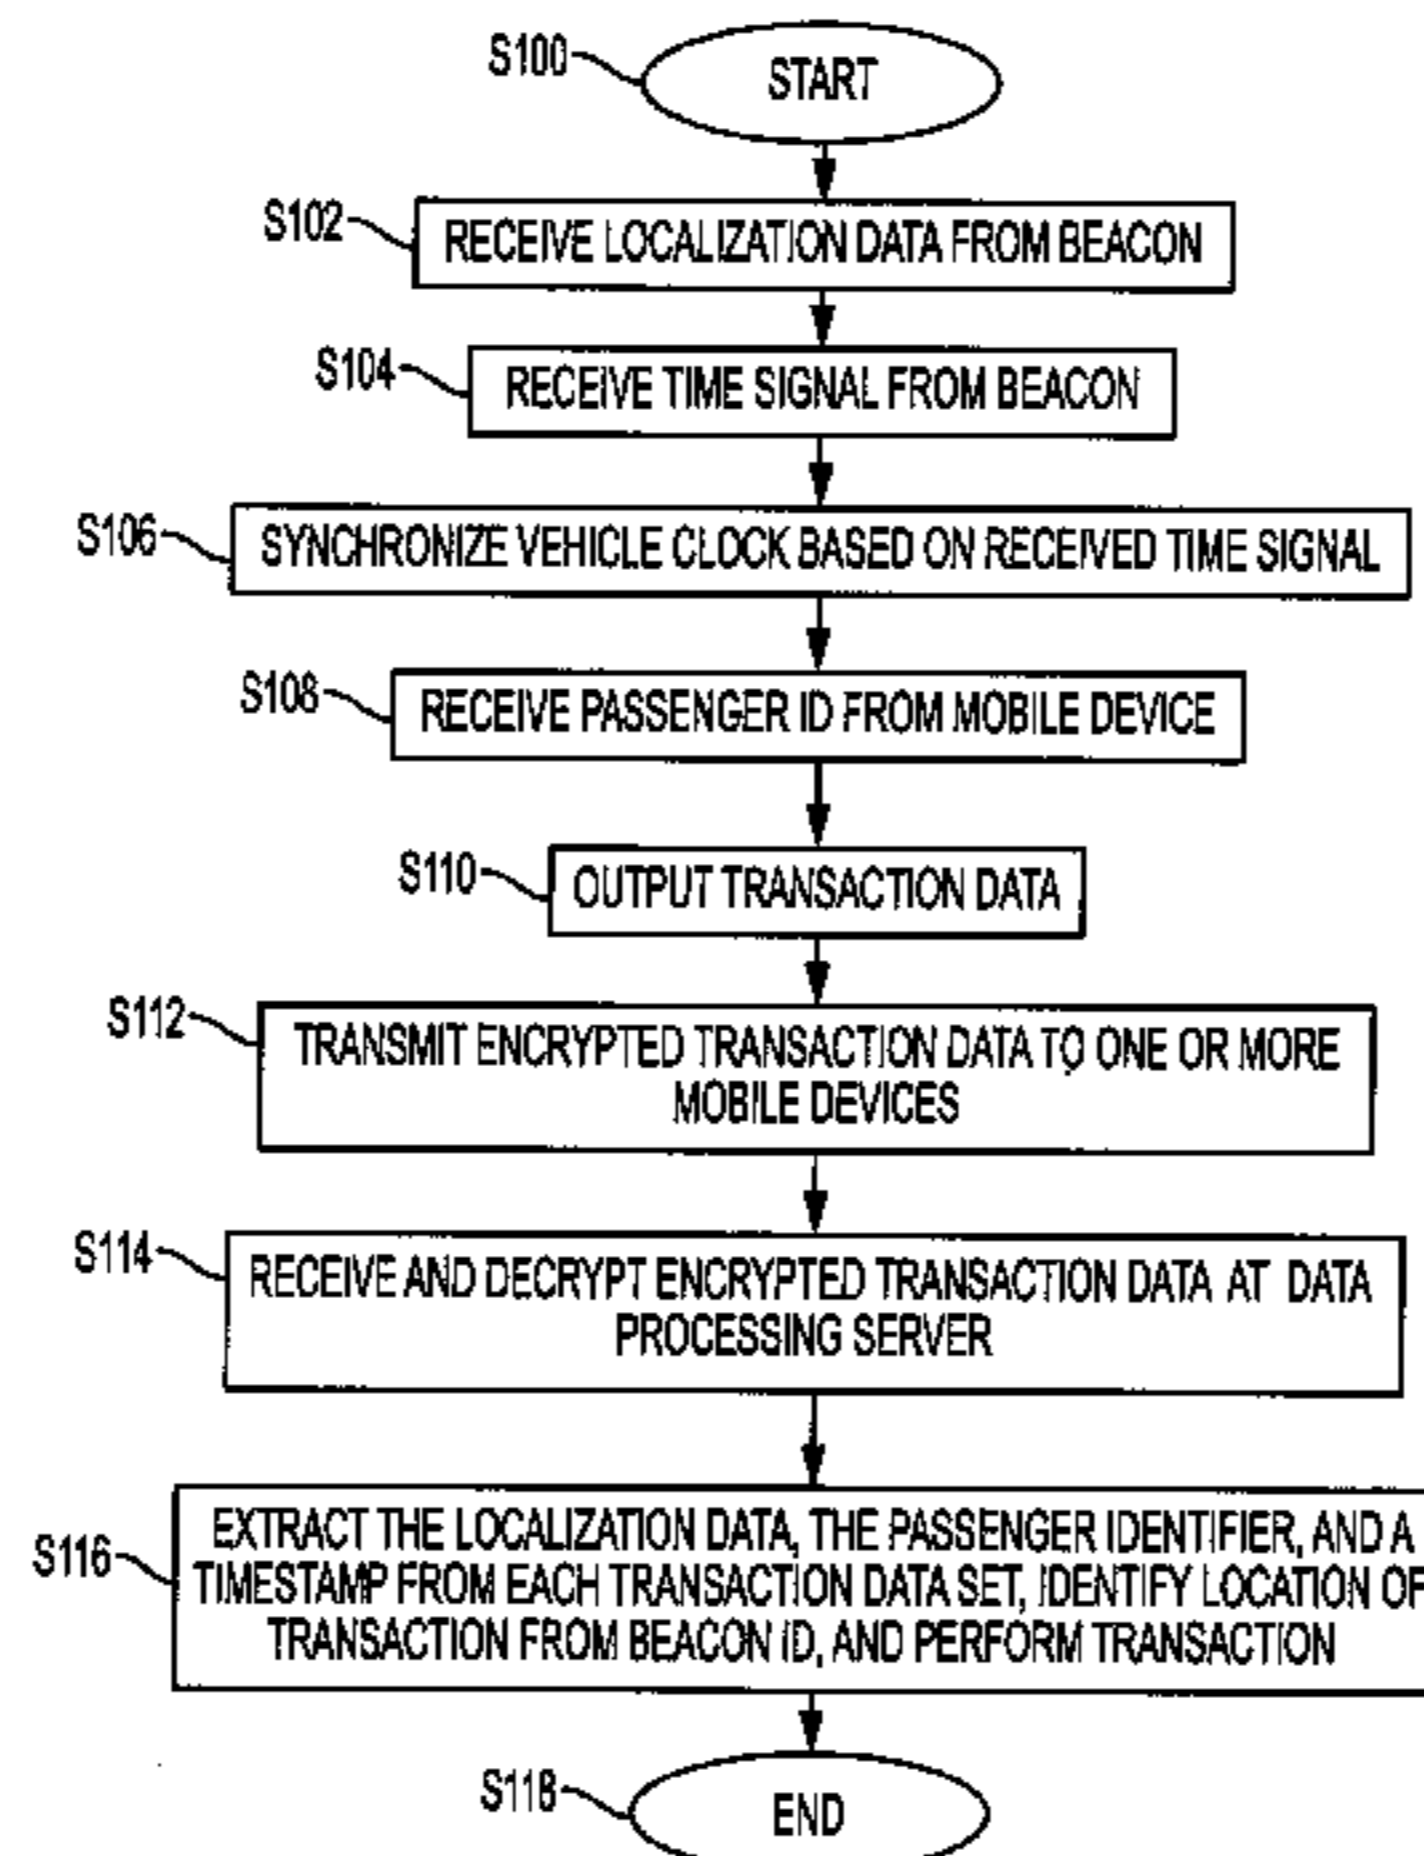 S100
START
S102
RECEIVE LOCALIZATION DATA FROM BEACON
S104
RECEIVE TIME SIGNAL FROM BEACON
S106
SYNCHRONIZE VEHICLE CLOCK BASED ON RECEIVED TIME SIGNAL
S108
RECEIVE PASSENGER ID FROM MOBILE DEVICE
S110
OUTPUT TRANSACTION DATA
S112
TRANSMIT ENCRYPTED TRANSACTION DATA TO ONE OR MORE
MOBILE DEVICES
S114
RECEIVE AND DECRYPT ENCRYPTED TRANSACTION DATA AT DATA
PROCESSING SERVER
S116
EXTRACT THE LOCALIZATION DATA, THE PASSENGER IDENTIFIER, AND A
TIMESTAMP FROM EACH TRANSACTION DATA SET, IDENTIFY LOCATION OF
TRANSACTION FROM BEACON ID, AND PERFORM TRANSACTION
S118
END